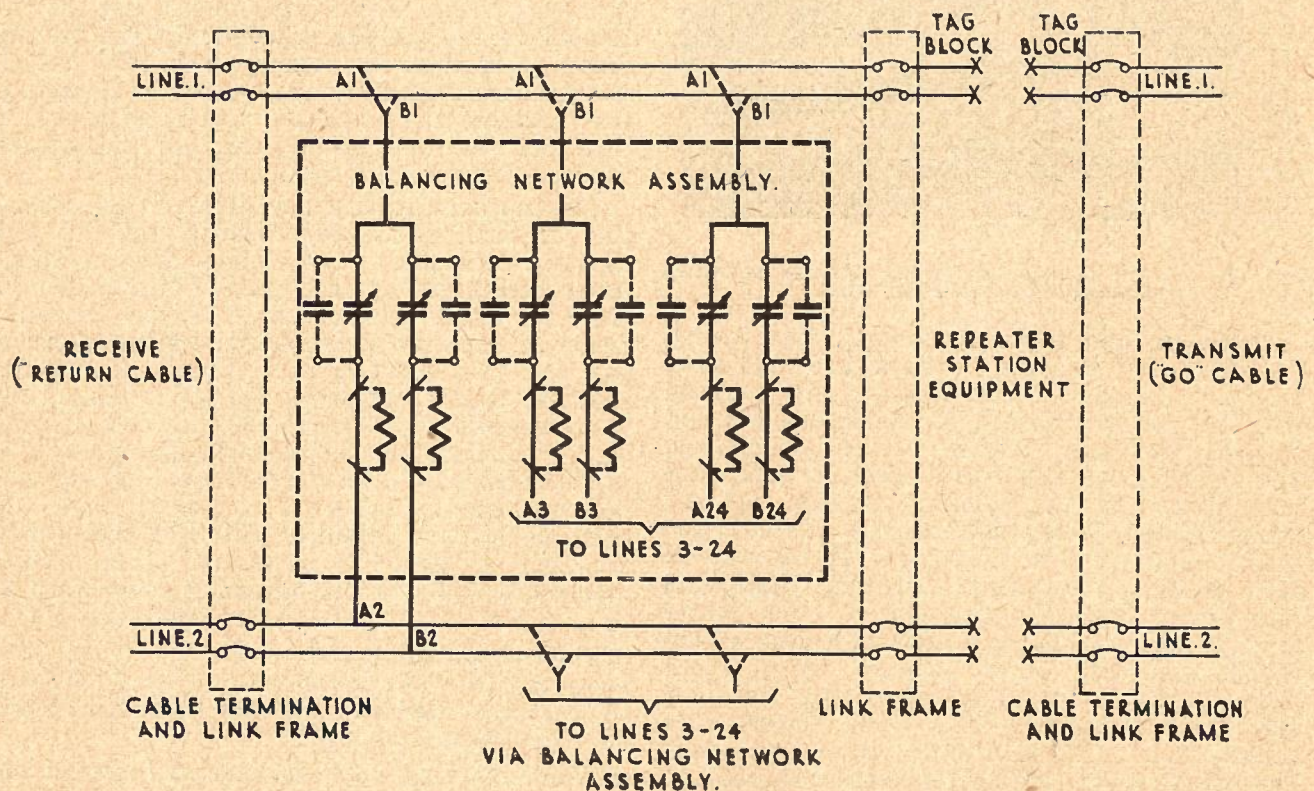 TAG
BLOCK
TAG
BLOCK
LINE.1.
A1
A1
A1
LINE.1.
B1
B1
B1
BALANCING NETWORK ASSEMBLY.
RECEIVE
("RETURN CABLE)
REPEATER
STATION
EQUIPMENT
TRANSMIT
("GO" CABLE)
A3 B3 A24 B24
TO LINES 3-24
A2
LINE.2
B2
LINE.2.
CABLE TERMINATION
AND LINK FRAME
TO LINES 3-24
VIA BALANCING NETWORK
ASSEMBLY.
LINK FRAME
CABLE TERMINATION
AND LINK FRAME